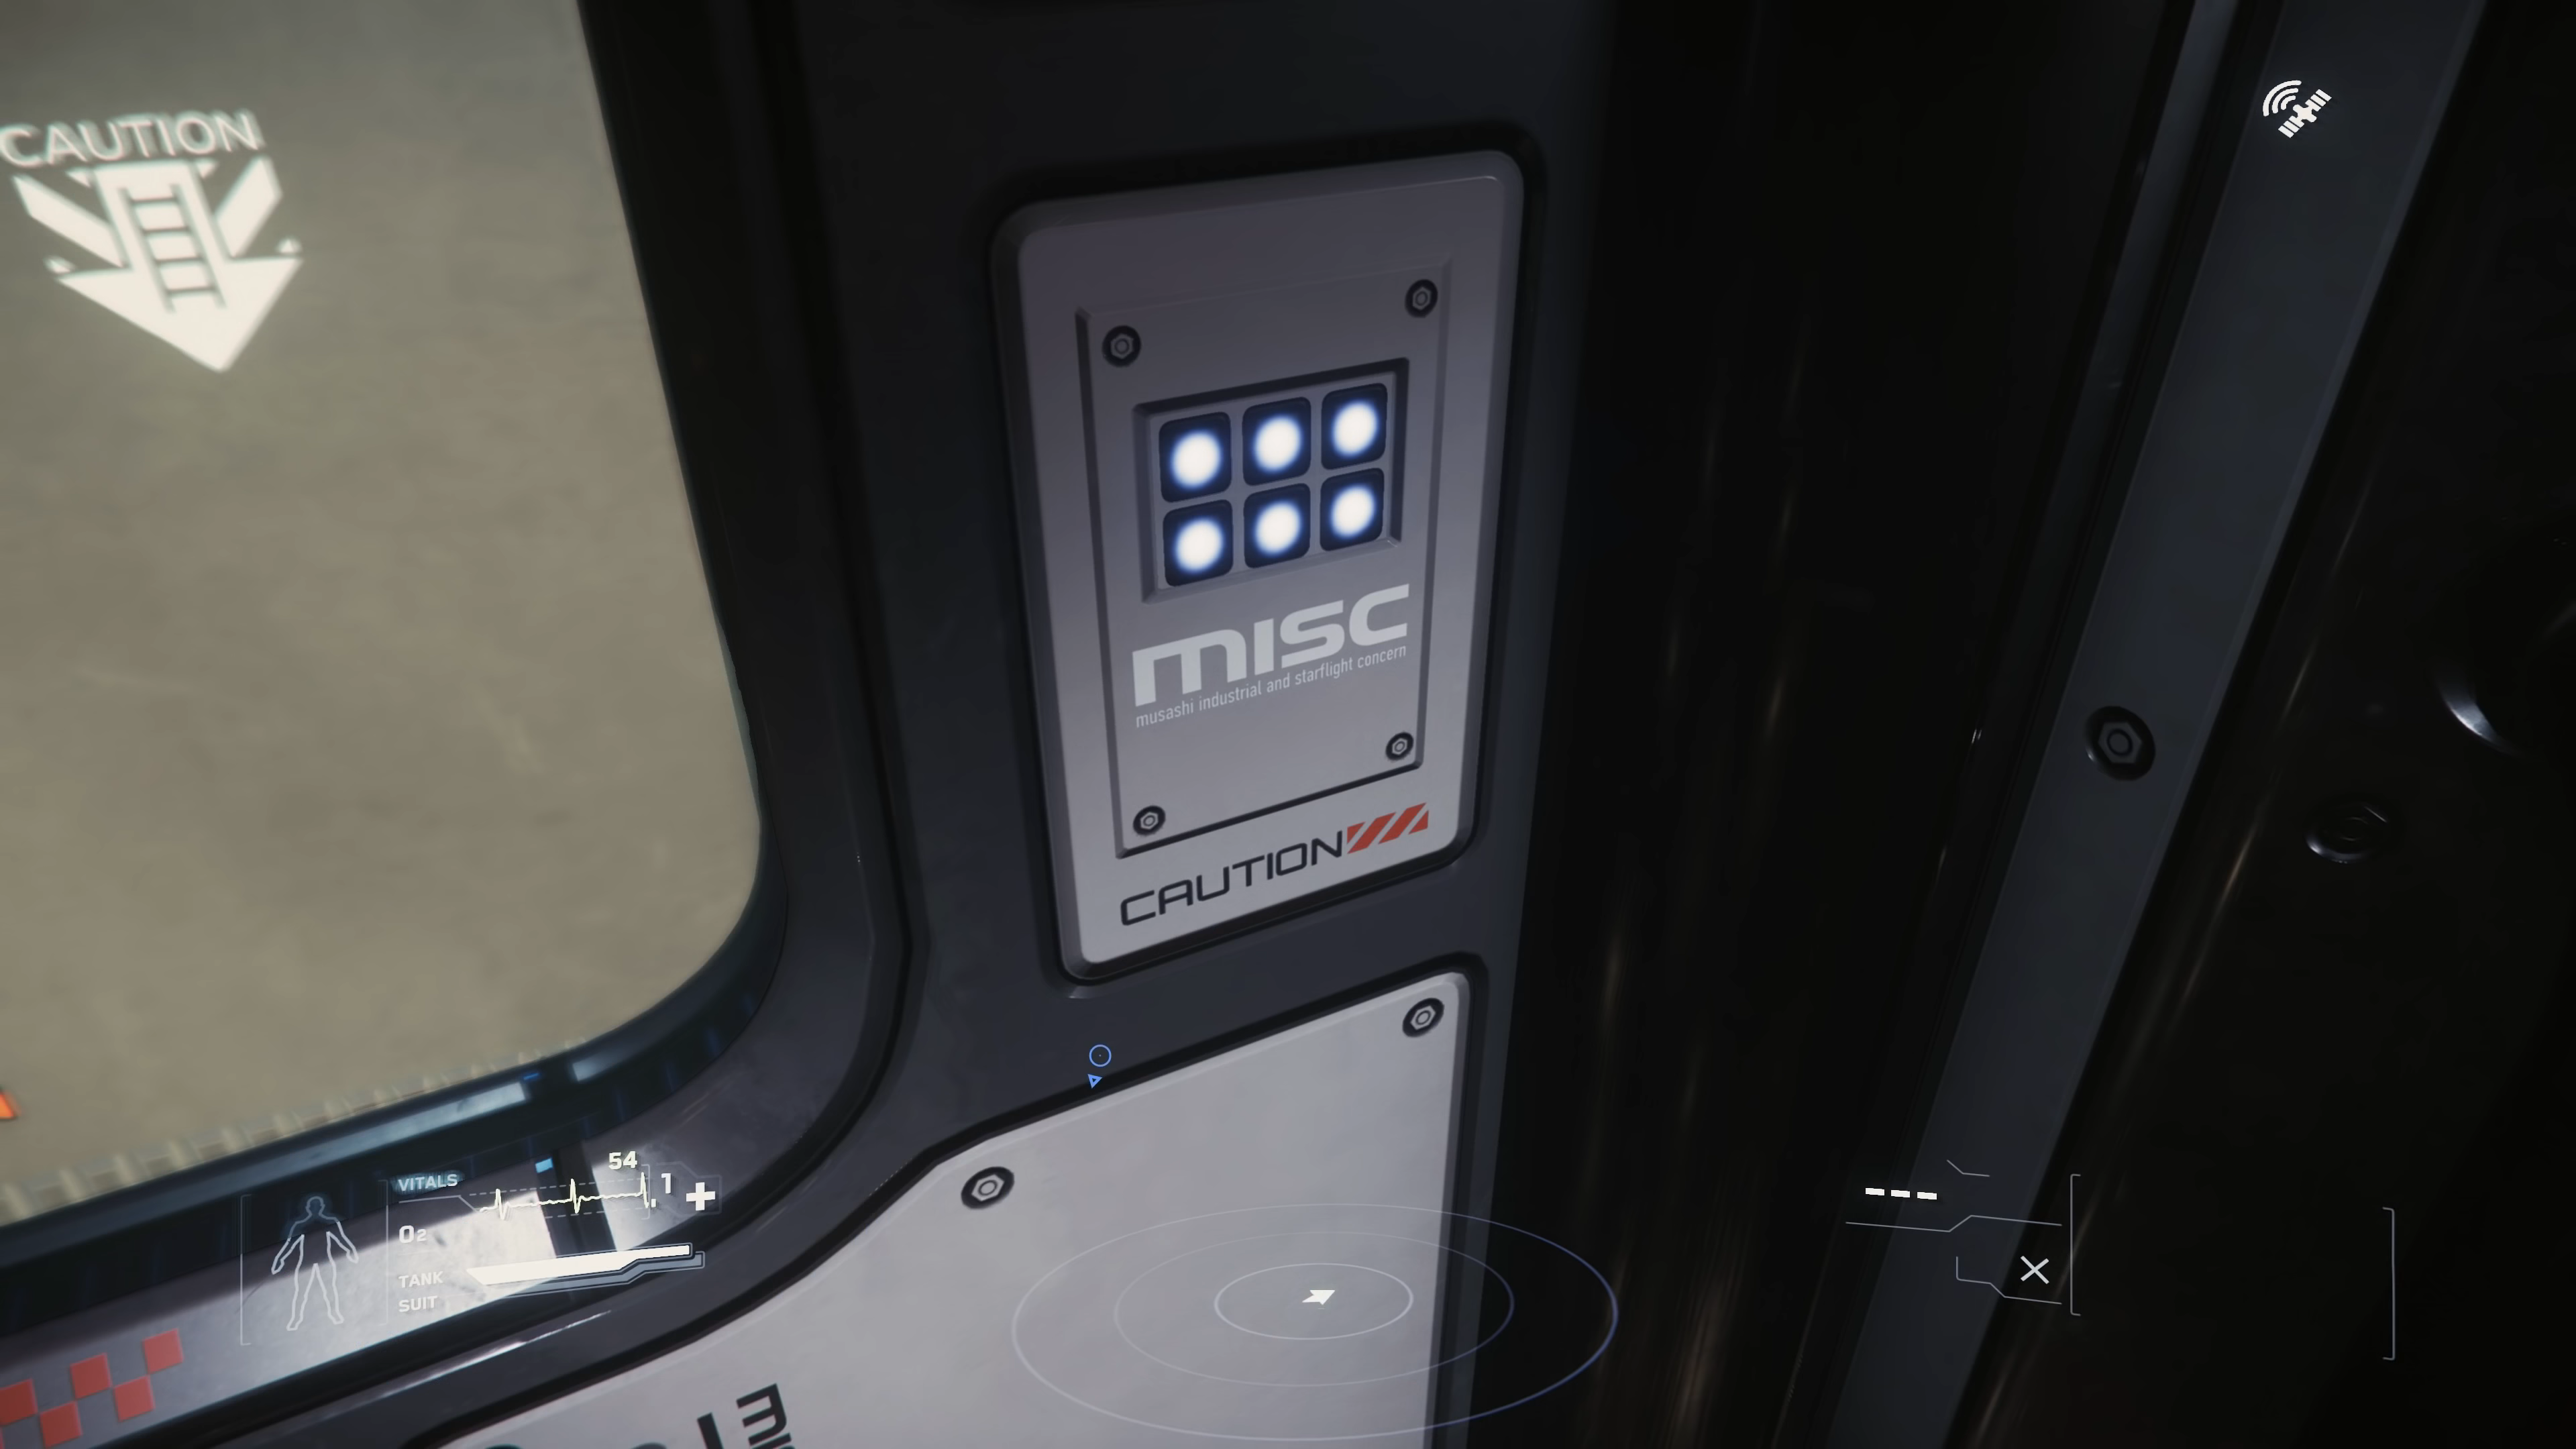 CAUTION
MISC
musashi industrial and starflight concern
CAUTION
54
VITALS
.1
O2
TANK
SUIT